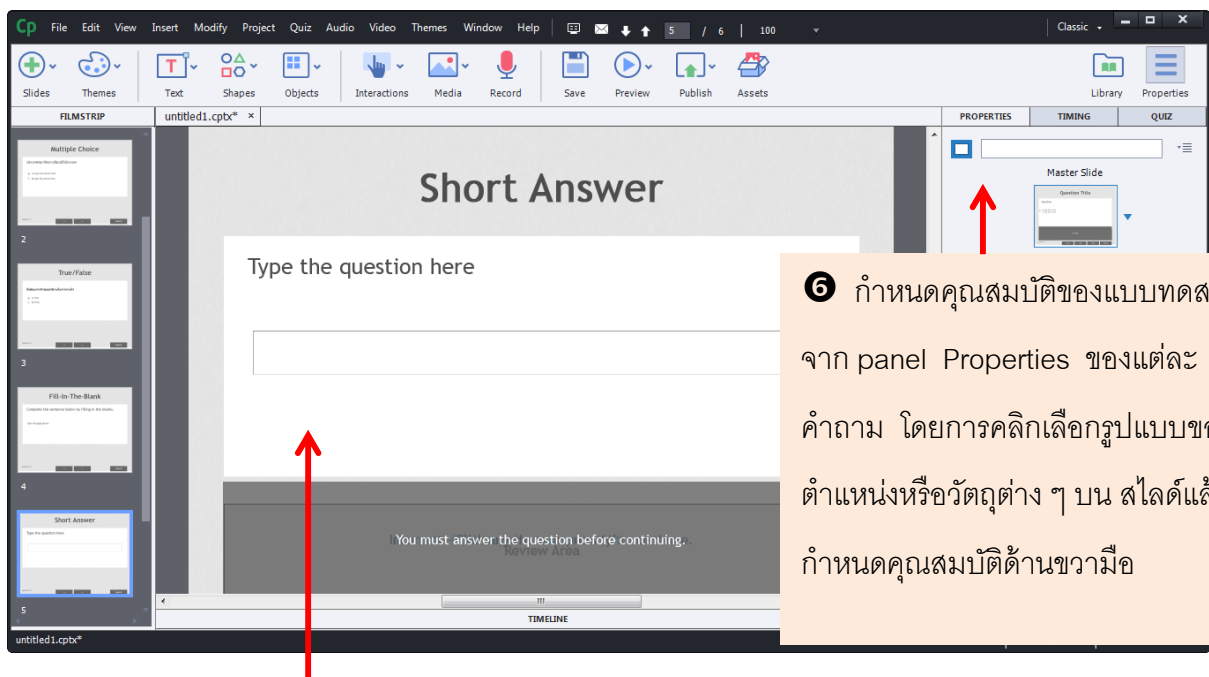 Cp File Edit View Insert Modify Project Quiz Audio Video Themes Window Help 5 / 6 100 Classic
Slides Themes Text Shapes Objects Interactions Media Record Save Preview Publish Assets Library Properties
FILMSTRIP untitled1.cptx* × PROPERTIES TIMING QUIZ
Multiple Choice
2
True/False
3
Fill-In-The-Blank
Complete the sentence below by filling in the blanks.
4
Short Answer
Type the question here
5
Short Answer
Type the question here
You must answer the question before continuing.
Review Area
TIMELINE
Master Slide
Question Title
❻ กำหนดคุณสมบัติของแบบทดส
จาก panel Properties ของแต่ละ
คำถาม โดยการคลิกเลือกรูปแบบขอ
ตำแหน่งหรือวัตถุต่าง ๆ บน สไลด์แล้
กำหนดคุณสมบัติด้านขวามือ
untitled1.cptx*